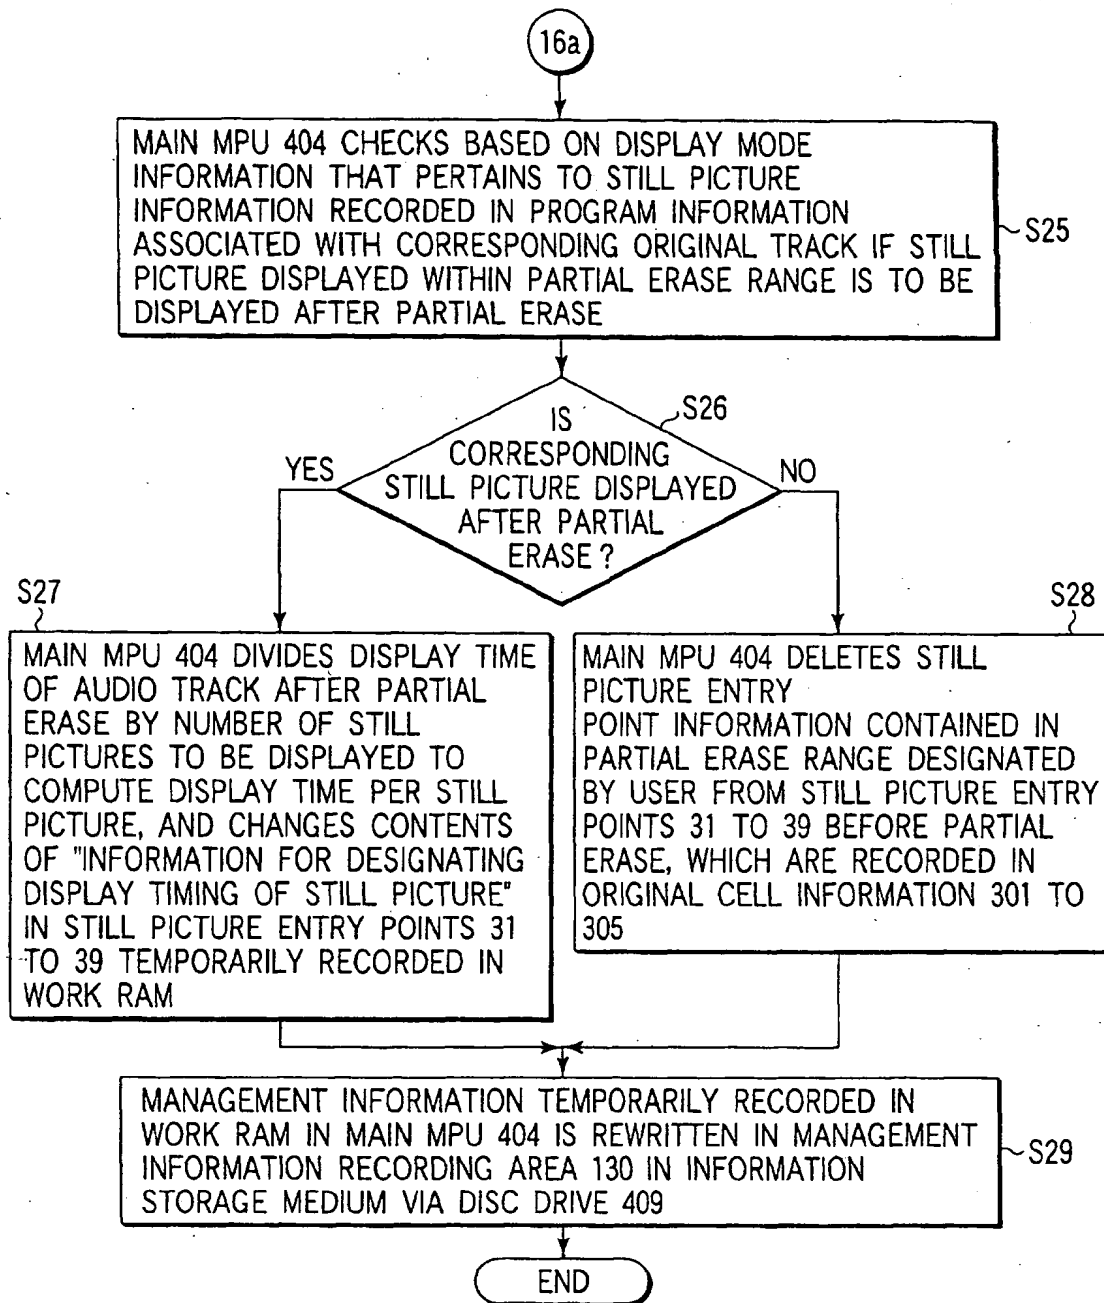 16a
MAIN MPU 404 CHECKS BASED ON DISPLAY MODE
INFORMATION THAT PERTAINS TO STILL PICTURE
INFORMATION RECORDED IN PROGRAM INFORMATION
ASSOCIATED WITH CORRESPONDING ORIGINAL TRACK IF STILL
PICTURE DISPLAYED WITHIN PARTIAL ERASE RANGE IS TO BE
DISPLAYED AFTER PARTIAL ERASE
S25
IS
CORRESPONDING
STILL PICTURE DISPLAYED
AFTER PARTIAL
ERASE?
S26
YES
NO
S27
MAIN MPU 404 DIVIDES DISPLAY TIME
OF AUDIO TRACK AFTER PARTIAL
ERASE BY NUMBER OF STILL
PICTURES TO BE DISPLAYED TO
COMPUTE DISPLAY TIME PER STILL
PICTURE, AND CHANGES CONTENTS
OF "INFORMATION FOR DESIGNATING
DISPLAY TIMING OF STILL PICTURE"
IN STILL PICTURE ENTRY POINTS 31
TO 39 TEMPORARILY RECORDED IN
WORK RAM
S28
MAIN MPU 404 DELETES STILL
PICTURE ENTRY
POINT INFORMATION CONTAINED IN
PARTIAL ERASE RANGE DESIGNATED
BY USER FROM STILL PICTURE ENTRY
POINTS 31 TO 39 BEFORE PARTIAL
ERASE, WHICH ARE RECORDED IN
ORIGINAL CELL INFORMATION 301 TO
305
MANAGEMENT INFORMATION TEMPORARILY RECORDED IN
WORK RAM IN MAIN MPU 404 IS REWRITTEN IN MANAGEMENT
INFORMATION RECORDING AREA 130 IN INFORMATION
STORAGE MEDIUM VIA DISC DRIVE 409
S29
END